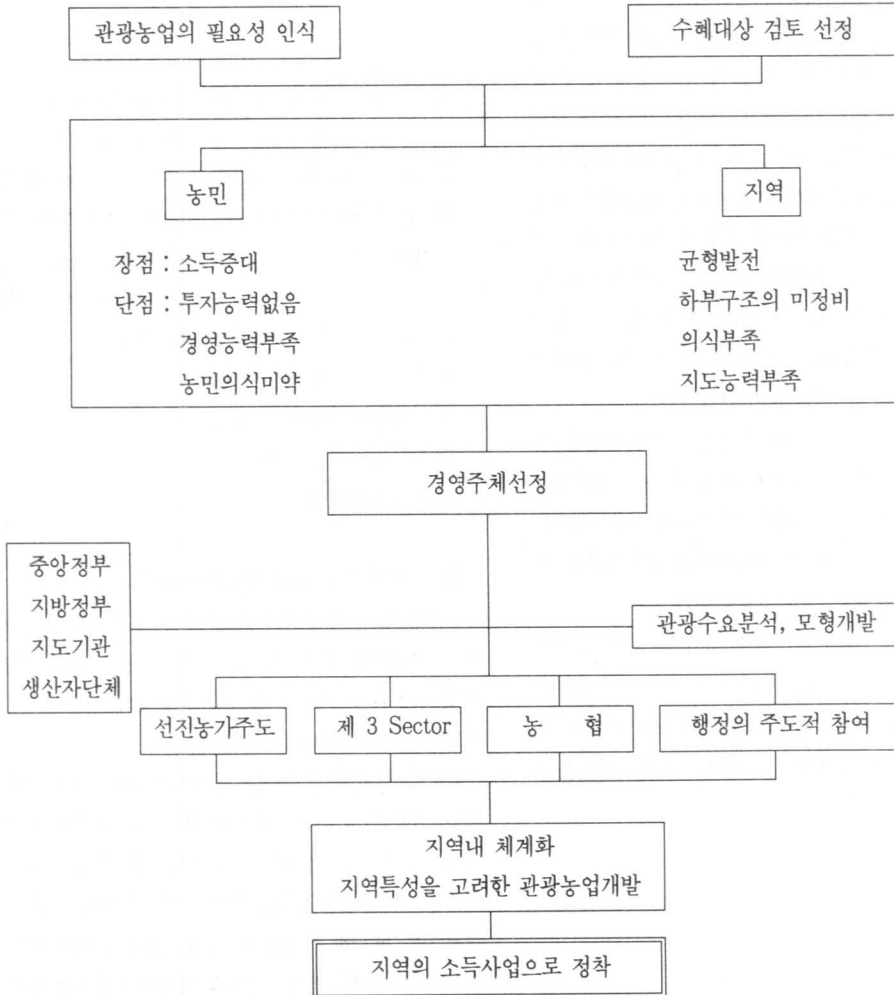 관광농업의 필요성 인식
수혜대상 검토 선정
농민
지역
장점 : 소득증대
균형발전
단점 : 투자능력없음
하부구조의 미정비
경영능력부족
의식부족
농민의식미약
지도능력부족
경영주체선정
중앙정부
지방정부
지도기관
생산자단체
관광수요분석, 모형개발
선진농가주도
제 3 Sector
농 협
행정의 주도적 참여
지역내 체계화
지역특성을 고려한 관광농업개발
지역의 소득사업으로 정착